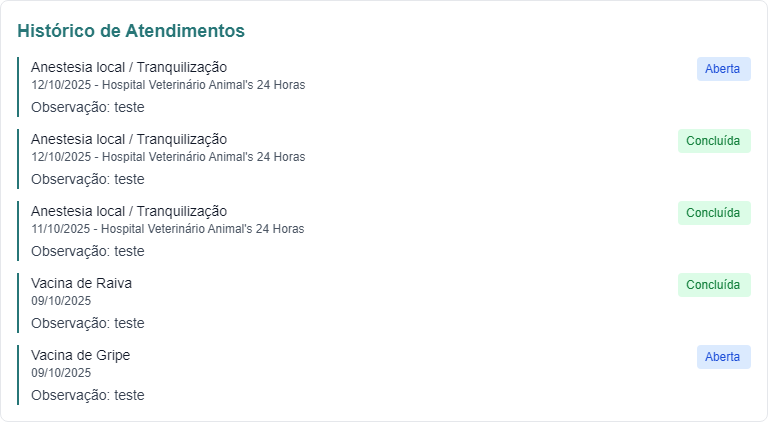 Histórico de Atendimentos
Anestesia local / Tranquilização
Aberta
12/10/2025 - Hospital Veterinário Animal's 24 Horas
Observação: teste
Anestesia local / Tranquilização
Concluída
12/10/2025 - Hospital Veterinário Animal's 24 Horas
Observação: teste
Anestesia local / Tranquilização
Concluída
11/10/2025 - Hospital Veterinário Animal's 24 Horas
Observação: teste
Vacina de Raiva
Concluída
09/10/2025
Observação: teste
Vacina de Gripe
Aberta
09/10/2025
Observação: teste